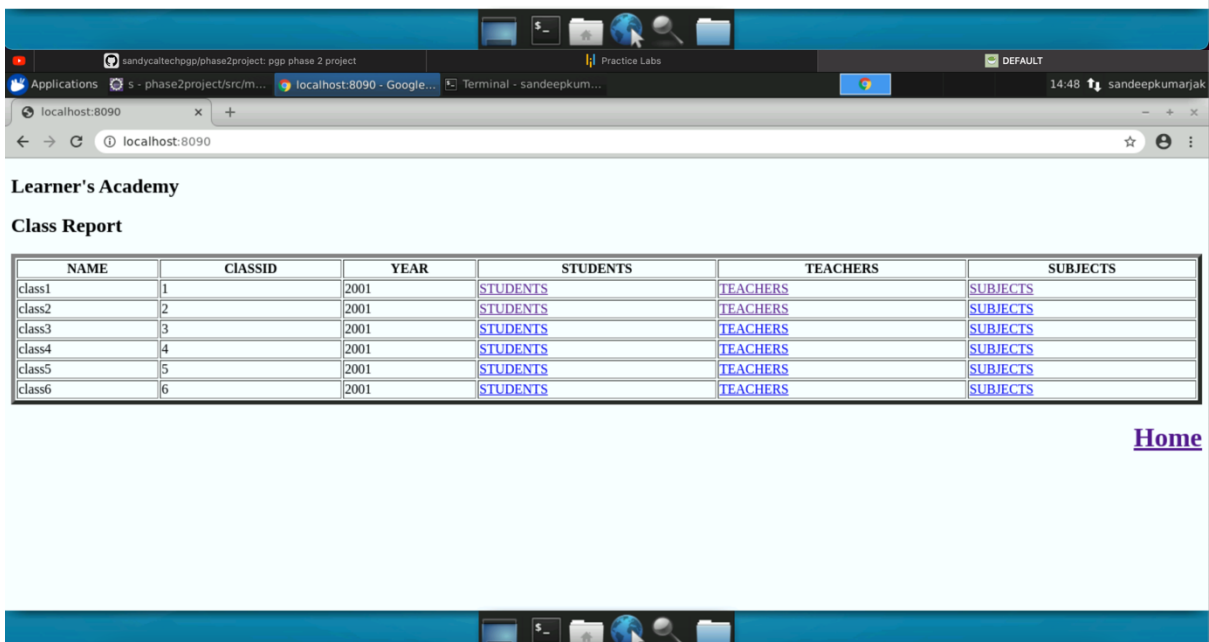 $_
sandycaltechpgp/phase2project: pgp phase 2 project
Practice Labs
DEFAULT
Applications s - phase2project/src/m... localhost:8090 - Google... Terminal - sandeepkum... 14:48 sandeepkumarjak
localhost:8090 × +
localhost:8090
Learner's Academy
Class Report
NAME ClASSID YEAR STUDENTS TEACHERS SUBJECTS
class1 1 2001 STUDENTS TEACHERS SUBJECTS
class2 2 2001 STUDENTS TEACHERS SUBJECTS
class3 3 2001 STUDENTS TEACHERS SUBJECTS
class4 4 2001 STUDENTS TEACHERS SUBJECTS
class5 5 2001 STUDENTS TEACHERS SUBJECTS
class6 6 2001 STUDENTS TEACHERS SUBJECTS
Home
$_